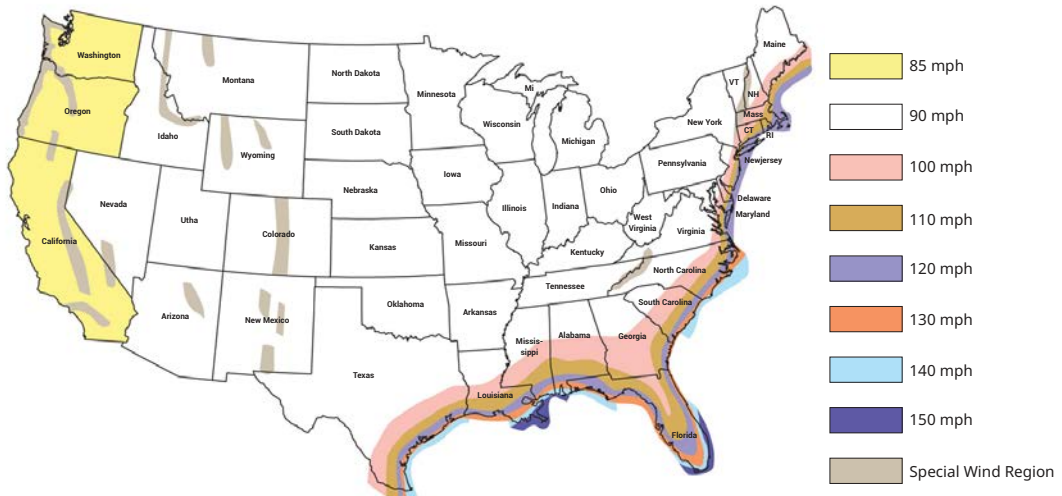 Washington
Oregon
California
Nevada
Idaho
Montana
Wyoming
Utha
Arizona
Colorado
New Mexico
North Dakota
South Dakota
Nebraska
Kansas
Oklahoma
Texas
Minnesota
Iowa
Missouri
Arkansas
Louisiana
Wisconsin
Mi
Michigan
Illinois
Indiana
Ohio
Kentucky
Tennessee
Missis-
sippi
Alabama
Georgia
Florida
South Carolina
North Carolina
Virginia
West
Virginia
Pennsylvania
New York
VT
NH
Maine
Mass
CT
RI
Newjersey
Delaware
Maryland
85 mph
90 mph
100 mph
110 mph
120 mph
130 mph
140 mph
150 mph
Special Wind Region